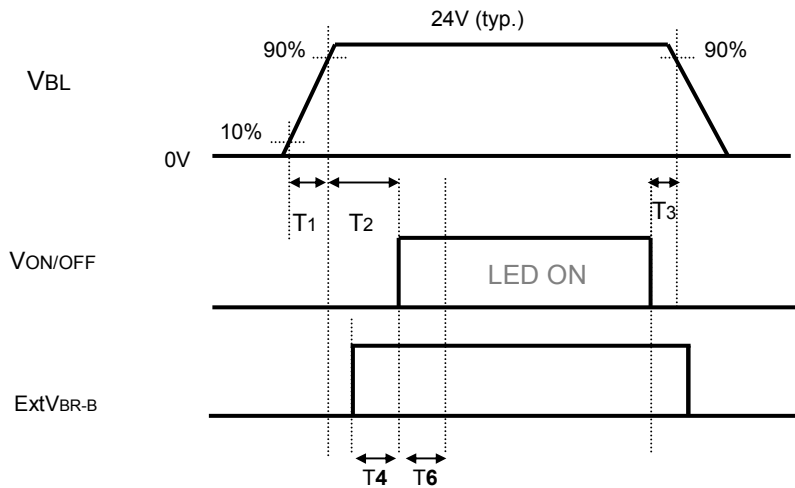 24V (typ.)
90%
90%
VBL
10%
0V
T1
T2
T3
VON/OFF
LED ON
ExtVBR-B
T4
T6